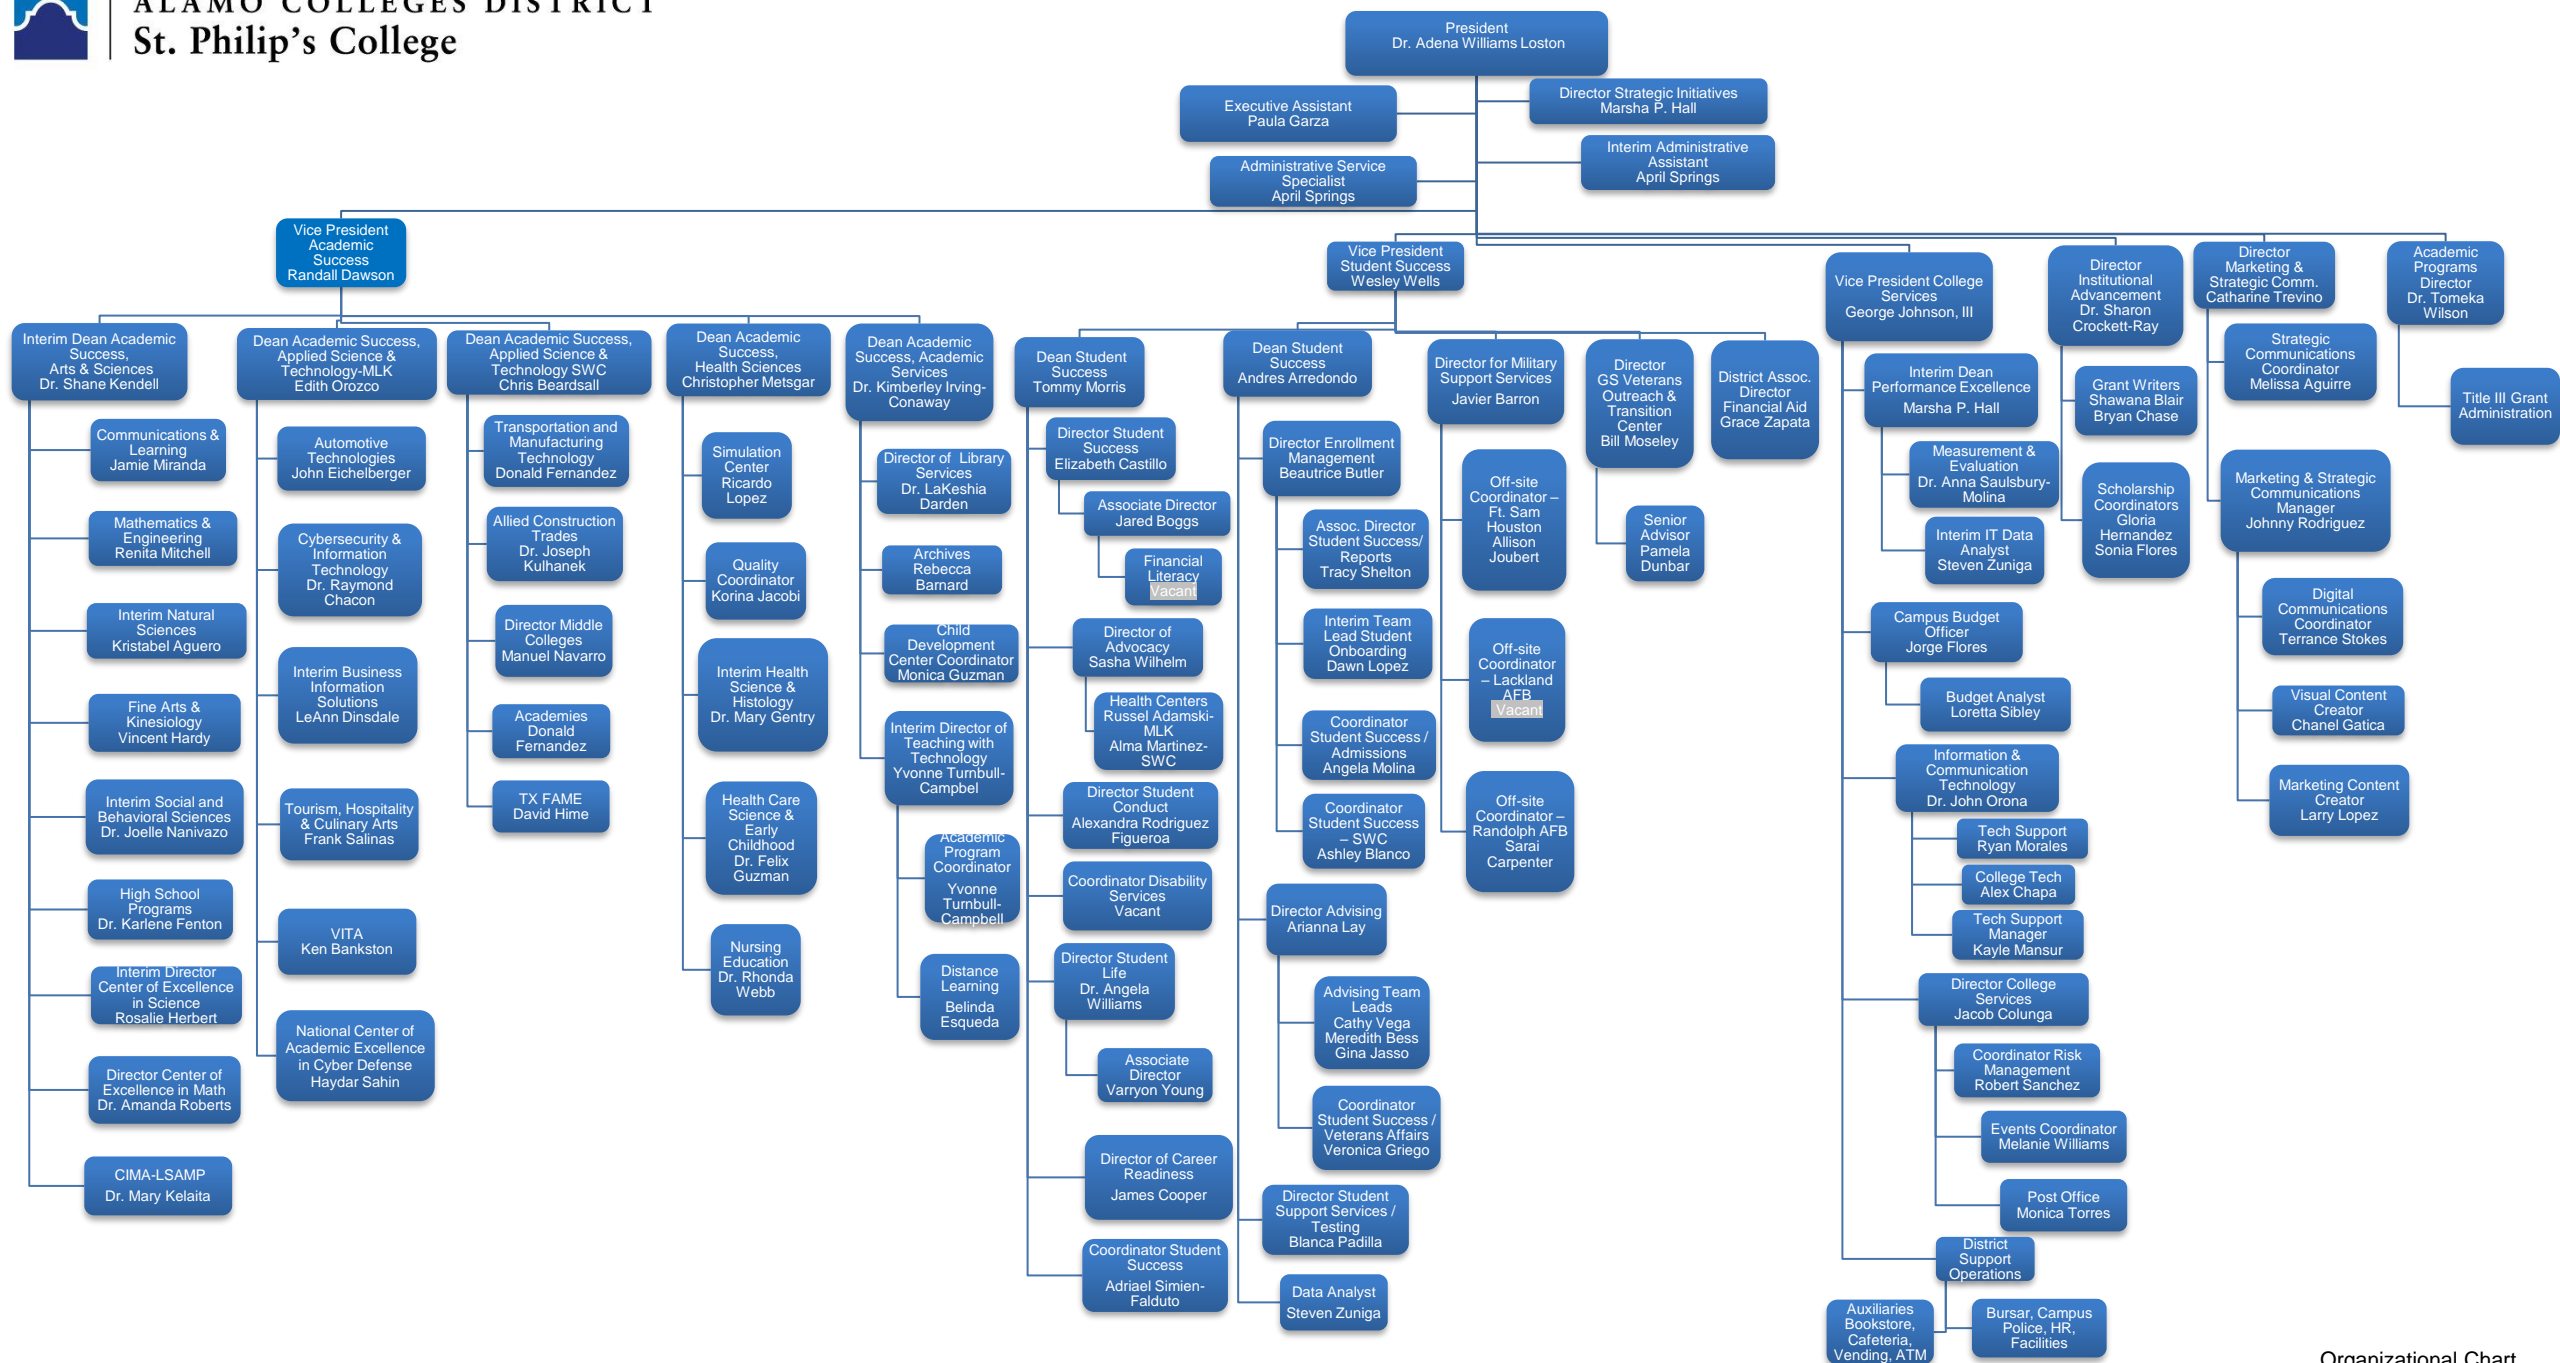 ALAMO COLLEGES DISTRICT
St. Philip's College
President
Dr. Adena Williams Loston
Executive Assistant
Paula Garza
Director Strategic Initiatives
Marsha P. Hall
Administrative Service
Specialist
April Springs
Interim Administrative
Assistant
April Springs
Vice President
Academic
Success
Randall Dawson
Interim Dean Academic
Success,
Arts & Sciences
Dr. Shane Kendell
Communications &
Learning
Jamie Miranda
Mathematics &
Engineering
Renita Mitchell
Interim Natural
Sciences
Kristabel Aguero
Fine Arts &
Kinesiology
Vincent Hardy
Interim Social and
Behavioral Sciences
Dr. Joelle Nanivazo
High School
Programs
Dr. Karlene Fenton
Interim Director
Center of Excellence
in Science
Rosalie Herbert
Director Center of
Excellence in Math
Dr. Amanda Roberts
CIMA-LSAMP
Dr. Mary Kelaita
Dean Academic Success,
Applied Science &
Technology-MLK
Edith Orozco
Automotive
Technologies
John Eichelberger
Cybersecurity &
Information
Technology
Dr. Raymond
Chacon
Interim Business
Information
Solutions
LeAnn Dinsdale
Tourism, Hospitality
& Culinary Arts
Frank Salinas
VITA
Ken Bankston
National Center of
Academic Excellence
in Cyber Defense
Haydar Sahin
Dean Academic Success,
Applied Science &
Technology SWC
Chris Beardsall
Transportation and
Manufacturing
Technology
Donald Fernandez
Allied Construction
Trades
Dr. Joseph
Kulhanek
Director Middle
Colleges
Manuel Navarro
Academies
Donald
Fernandez
TX FAME
David Hime
Dean Academic
Success,
Health Sciences
Christopher Metsgar
Simulation
Center
Ricardo
Lopez
Quality
Coordinator
Korina Jacobi
Interim Health
Science &
Histology
Dr. Mary Gentry
Health Care
Science &
Early
Childhood
Dr. Felix
Guzman
Nursing
Education
Dr. Rhonda
Webb
Dean Academic
Success, Academic
Services
Dr. Kimberley Irving-
Conaway
Director of  Library
Services
Dr. LaKeshia
Darden
Archives
Rebecca
Barnard
Child
Development
Center Coordinator
Monica Guzman
Interim Director of
Teaching with
Technology
Yvonne Turnbull-
Campbel
Academic
Program
Coordinator
Yvonne
Turnbull-
Campbell
Distance
Learning
Belinda
Esqueda
Vice President
Student Success
Wesley Wells
Dean Student
Success
Tommy Morris
Director Student
Success
Elizabeth Castillo
Associate Director
Jared Boggs
Financial
Literacy
Vacant
Director of
Advocacy
Sasha Wilhelm
Health Centers
Russel Adamski-
MLK
Alma Martinez-
SWC
Director Student
Conduct
Alexandra Rodriguez
Figueroa
Coordinator Disability
Services
Vacant
Director Student
Life
Dr. Angela
Williams
Associate
Director
Varryon Young
Director of Career
Readiness
James Cooper
Coordinator Student
Success
Adriael Simien-
Falduto
Dean Student
Success
Andres Arredondo
Director Enrollment
Management
Beautrice Butler
Assoc. Director
Student Success/
Reports
Tracy Shelton
Interim Team
Lead Student
Onboarding
Dawn Lopez
Coordinator
Student Success /
Admissions
Angela Molina
Coordinator
Student Success
– SWC
Ashley Blanco
Director Advising
Arianna Lay
Advising Team
Leads
Cathy Vega
Meredith Bess
Gina Jasso
Coordinator
Student Success /
Veterans Affairs
Veronica Griego
Director Student
Support Services /
Testing
Blanca Padilla
Data Analyst
Steven Zuniga
Director for Military
Support Services
Javier Barron
Off-site
Coordinator –
Ft. Sam
Houston
Allison
Joubert
Off-site
Coordinator
– Lackland
AFB
Vacant
Off-site
Coordinator –
Randolph AFB
Sarai
Carpenter
Director
GS Veterans
Outreach &
Transition
Center
Bill Moseley
Senior
Advisor
Pamela
Dunbar
District Assoc.
Director
Financial Aid
Grace Zapata
Vice President College
Services
George Johnson, III
Interim Dean
Performance Excellence
Marsha P. Hall
Measurement &
Evaluation
Dr. Anna Saulsbury-
Molina
Interim IT Data
Analyst
Steven Zuniga
Campus Budget
Officer
Jorge Flores
Budget Analyst
Loretta Sibley
Information &
Communication
Technology
Dr. John Orona
Tech Support
Ryan Morales
College Tech
Alex Chapa
Tech Support
Manager
Kayle Mansur
Director College
Services
Jacob Colunga
Coordinator Risk
Management
Robert Sanchez
Events Coordinator
Melanie Williams
Post Office
Monica Torres
District
Support
Operations
Auxiliaries
Bookstore,
Cafeteria,
Vending, ATM
Bursar, Campus
Police, HR,
Facilities
Director
Institutional
Advancement
Dr. Sharon
Crockett-Ray
Grant Writers
Shawana Blair
Bryan Chase
Scholarship
Coordinators
Gloria
Hernandez
Sonia Flores
Director
Marketing &
Strategic Comm.
Catharine Trevino
Strategic
Communications
Coordinator
Melissa Aguirre
Marketing & Strategic
Communications
Manager
Johnny Rodriguez
Digital
Communications
Coordinator
Terrance Stokes
Visual Content
Creator
Chanel Gatica
Marketing Content
Creator
Larry Lopez
Academic
Programs
Director
Dr. Tomeka
Wilson
Title III Grant
Administration
Organizational Chart